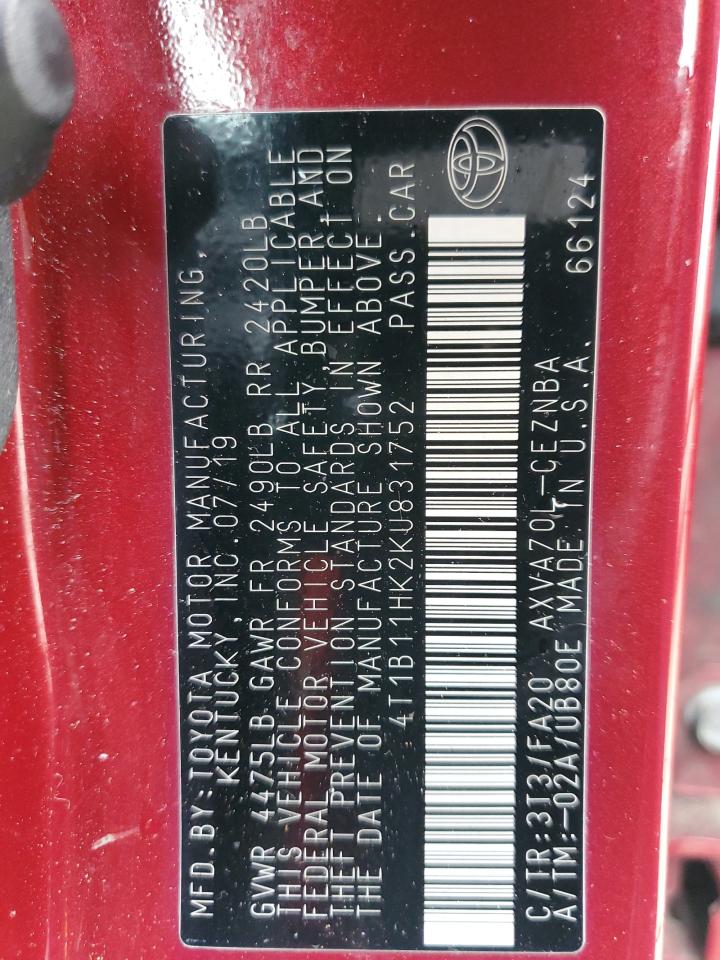 MFD.BY:TOYOTA MOTOR MANUFACTURING,
KENTUCKY, INC.07/19
GVWR 4475LB GAWR FR 2490LB RR 2420LB
THIS VEHICLE CONFORMS TO ALL APPLICABLE
FEDERAL MOTOR VEHICLE SAFETY,BUMPER,AND
THEFT PREVENTION STANDARDS IN EFFECT ON
THE DATE OF MANUFACTURE SHOWN ABOVE.
4T1B11HK2KU831752 PASS.CAR
C/TR:3T3/FA20 AXVA70L-CEZNBA
A/TM:-02A/UB80E MADE IN U.S.A. 66124